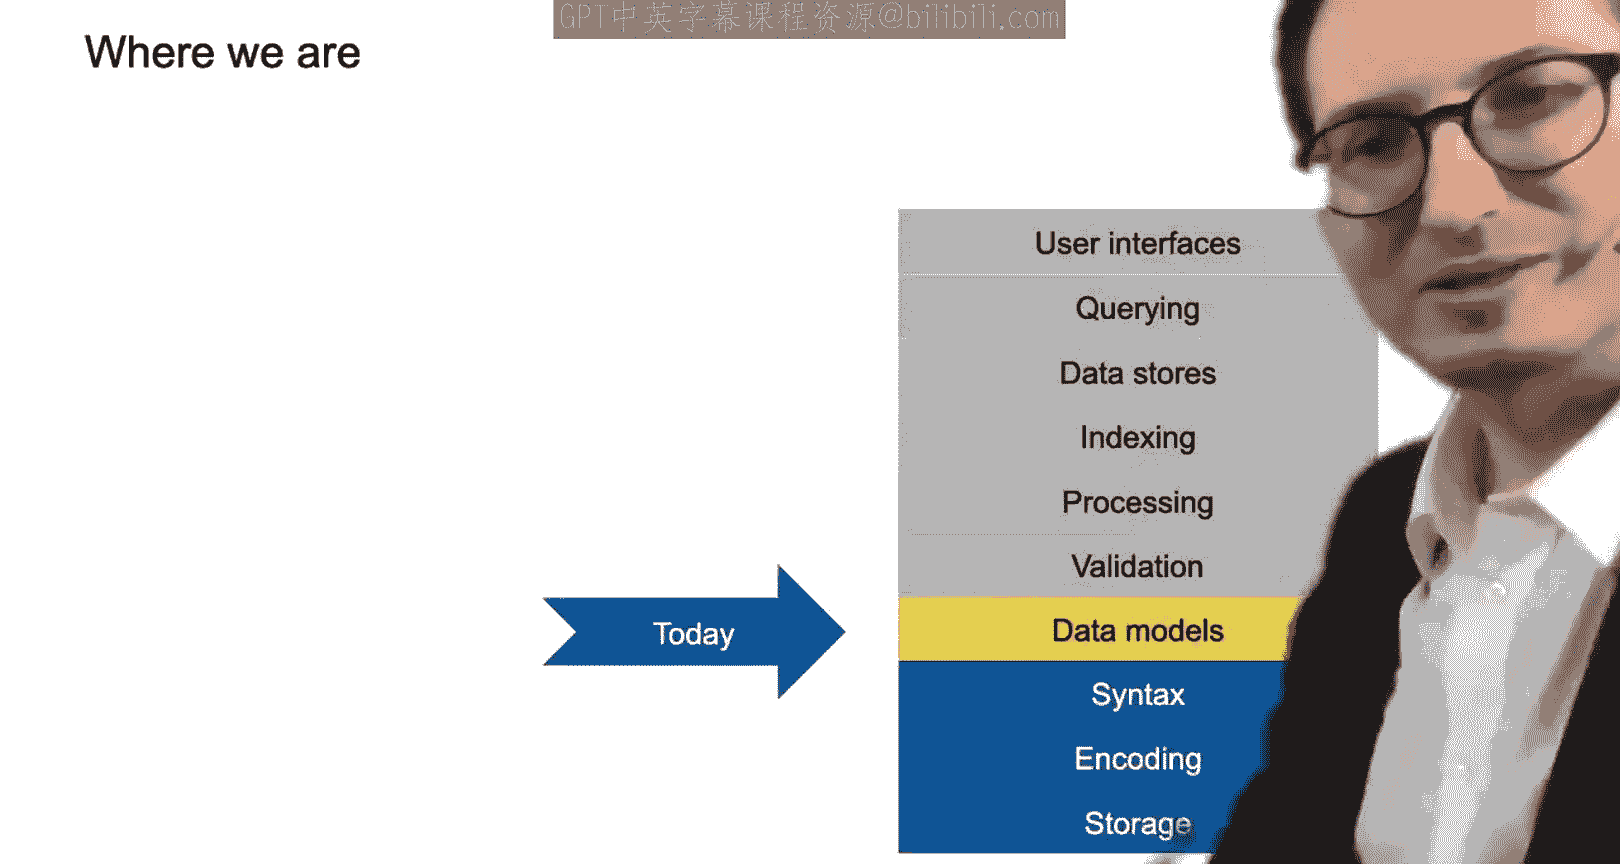 GPT中英字幕课程资源@bilibili.com
Where we are
User interfaces
Querying
Data stores
Indexing
Processing
Validation
Today
Data models
Syntax
Encoding
Storage